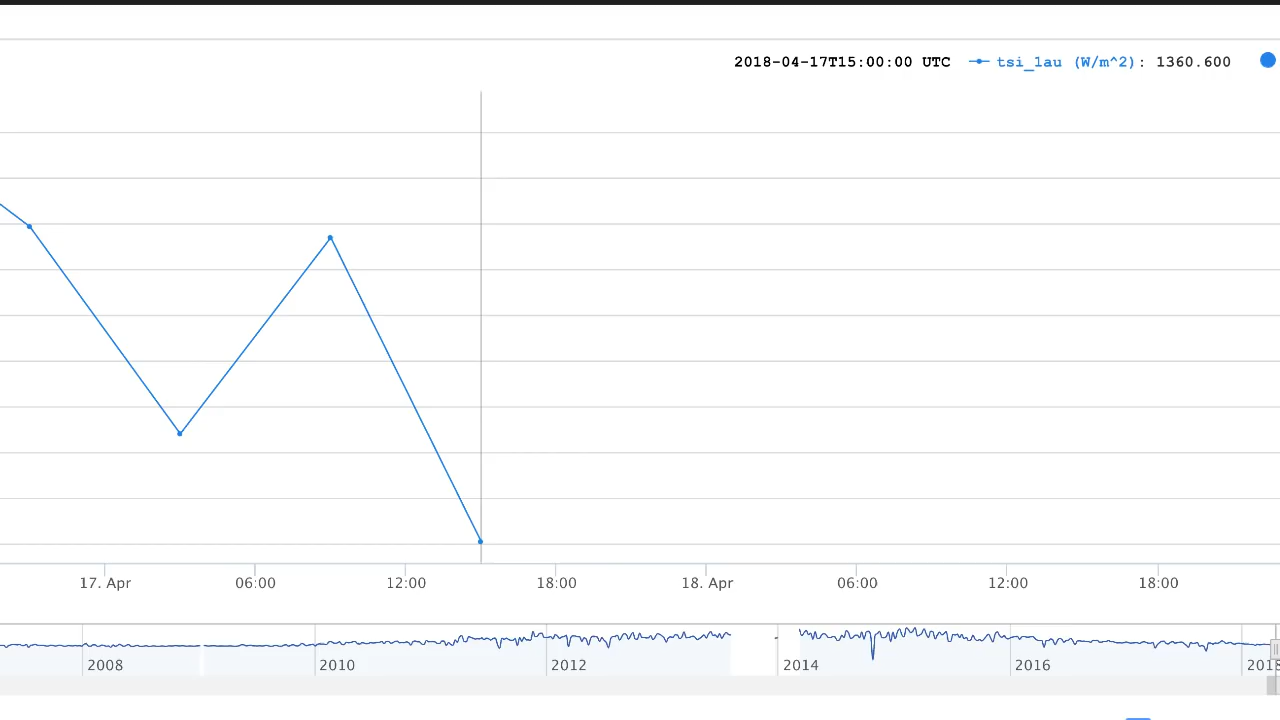 2018-04-17T15:00:00 UTC tsi_lau (W/m^2): 1360.600
17. Apr 06:00 12:00 18:00 18. Apr 06:00 12:00 18:00
2008 2010 2012 2014 2016 2018